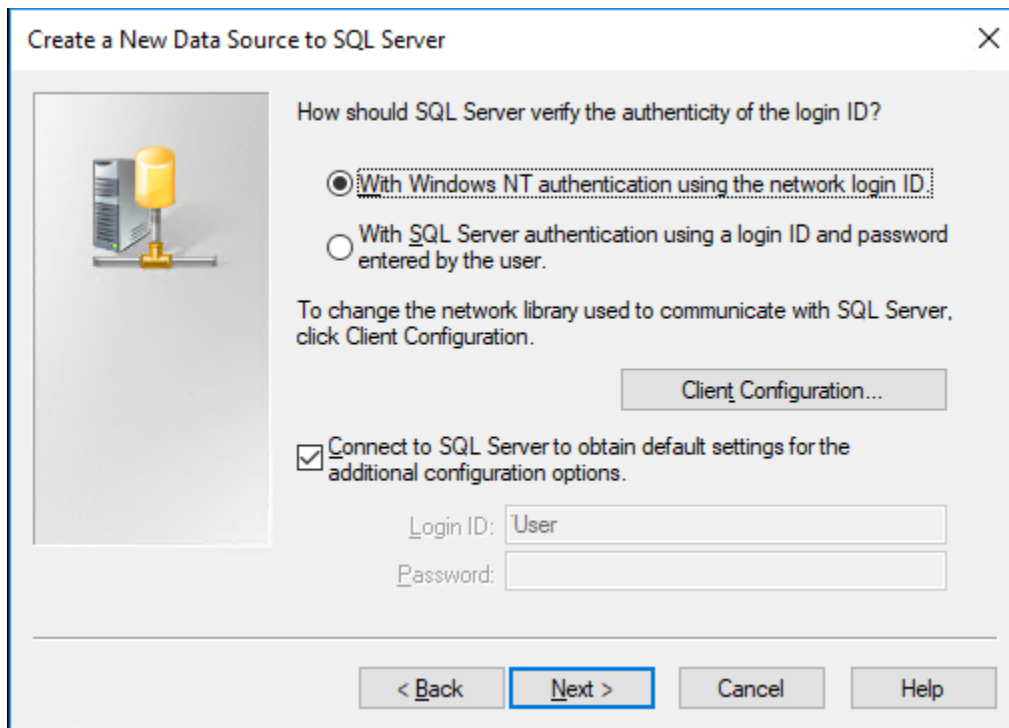 Create a New Data Source to SQL Server
How should SQL Server verify the authenticity of the login ID?
With Windows NT authentication using the network login ID.
With SQL Server authentication using a login ID and password
entered by the user.
To change the network library used to communicate with SQL Server,
click Client Configuration.
Client Configuration...
Connect to SQL Server to obtain default settings for the
additional configuration options.
Login ID: User
Password:
< Back Next > Cancel Help